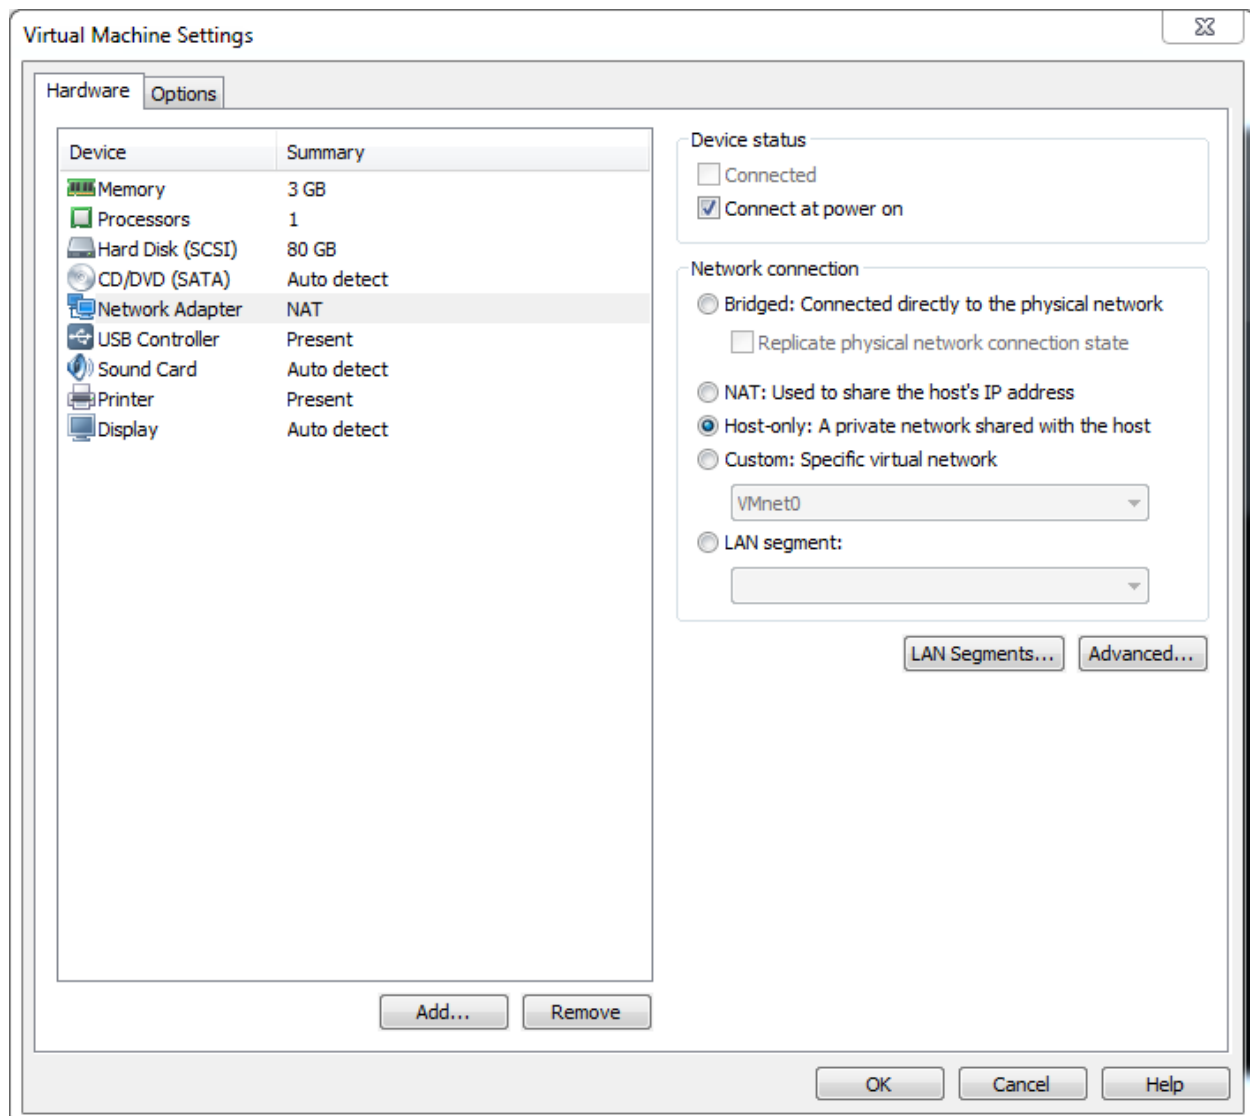 Virtual Machine Settings
Hardware Options
Device Summary
Memory 3 GB
Processors 1
Hard Disk (SCSI) 80 GB
CD/DVD (SATA) Auto detect
Network Adapter NAT
USB Controller Present
Sound Card Auto detect
Printer Present
Display Auto detect
Add... Remove
Device status
Connected
Connect at power on
Network connection
Bridged: Connected directly to the physical network
Replicate physical network connection state
NAT: Used to share the host's IP address
Host-only: A private network shared with the host
Custom: Specific virtual network
VMnet0
LAN segment:
LAN Segments... Advanced...
OK Cancel Help